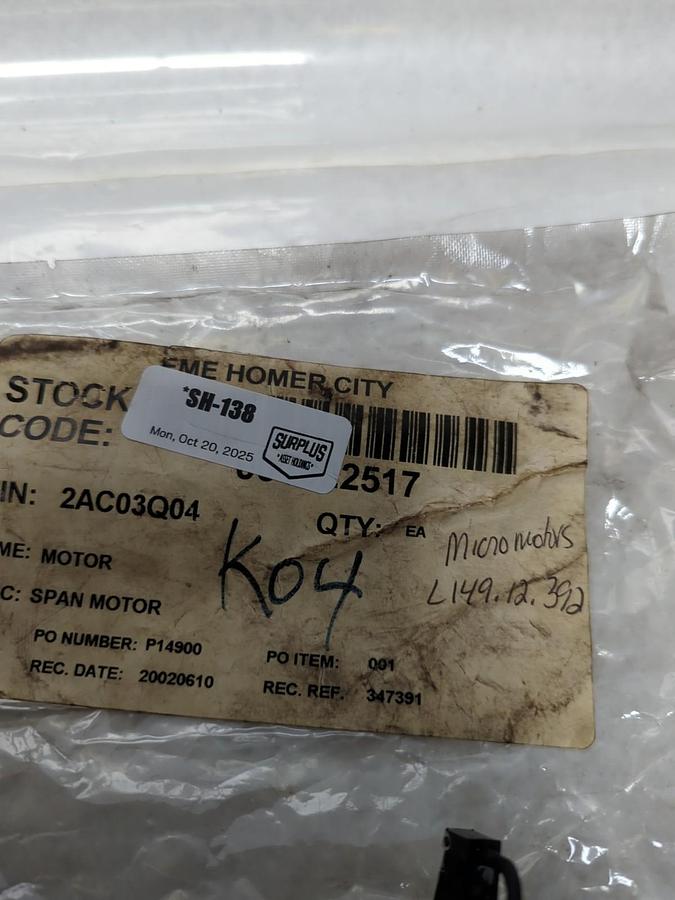 EME HOMER CITY
STOCK
CODE:
*SH-138
Mon, Oct 20, 2025
SURPLUS
ASSET HOLDINGS
2517
IN: 2AC03Q04
QTY: EA
Micromotors
L149.12.392
K04
ME: MOTOR
C: SPAN MOTOR
PO NUMBER: P14900
PO ITEM: 001
REC. DATE: 20020610
REC. REF. 347391